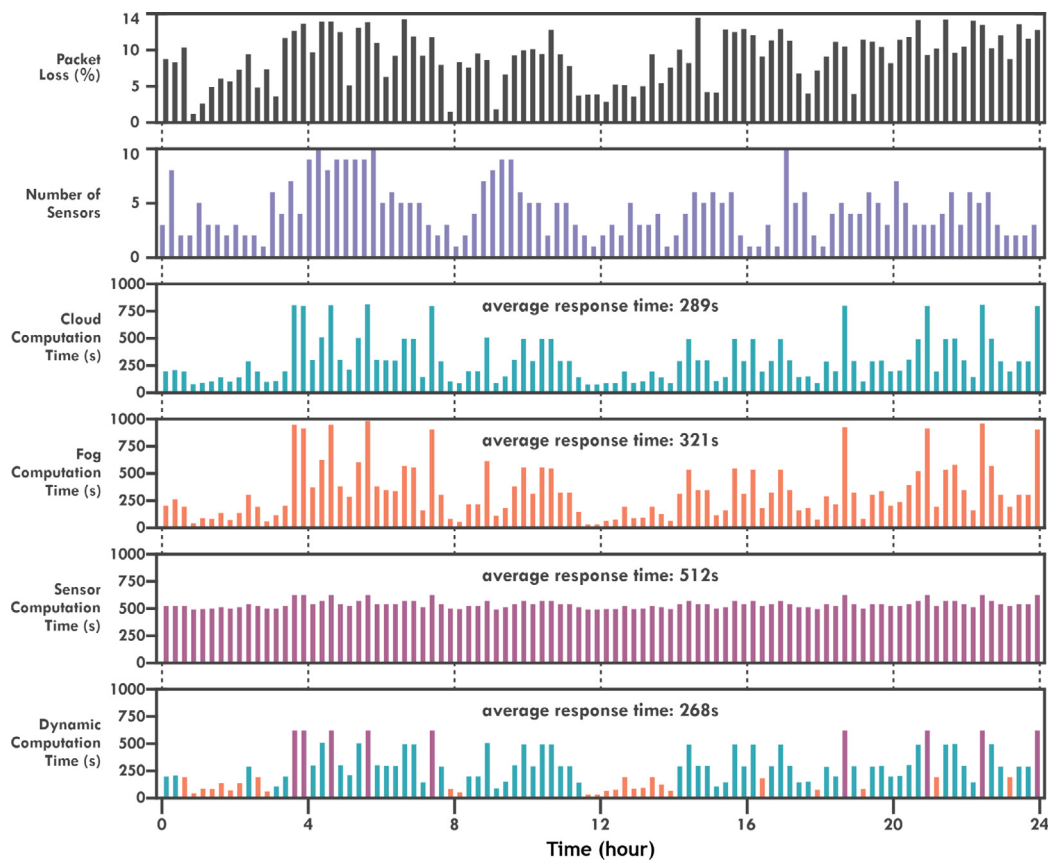 14
10
5
0
Packet
Loss (%)
10
5
0
Number of
Sensors
1000
750
500
250
0
Cloud
Computation
Time (s)
average response time: 289s
1000
750
500
250
0
Fog
Computation
Time (s)
average response time: 321s
1000
750
500
250
0
Sensor
Computation
Time (s)
average response time: 512s
1000
750
500
250
0
Dynamic
Computation
Time (s)
average response time: 268s
0 4 8 12 16 20 24
Time (hour)